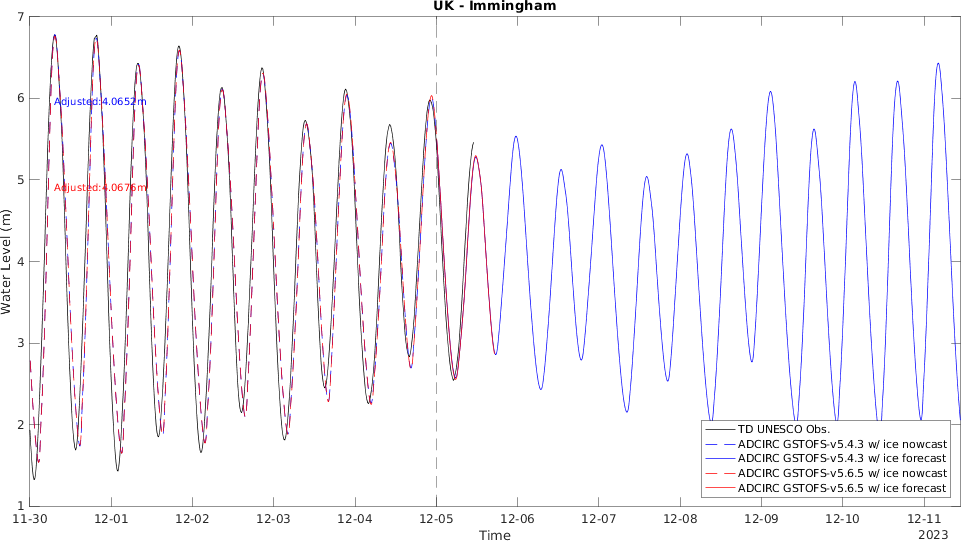 UK - Immingham
7
6
5
4
3
2
1
Water Level (m)
Adjusted:4.0652m
Adjusted:4.0676m
TD UNESCO Obs.
ADCIRC GSTOFS-v5.4.3 w/ ice nowcast
ADCIRC GSTOFS-v5.4.3 w/ ice forecast
ADCIRC GSTOFS-v5.6.5 w/ ice nowcast
ADCIRC GSTOFS-v5.6.5 w/ ice forecast
11-30 12-01 12-02 12-03 12-04 12-05 12-06 12-07 12-08 12-09 12-10 12-11
Time
2023